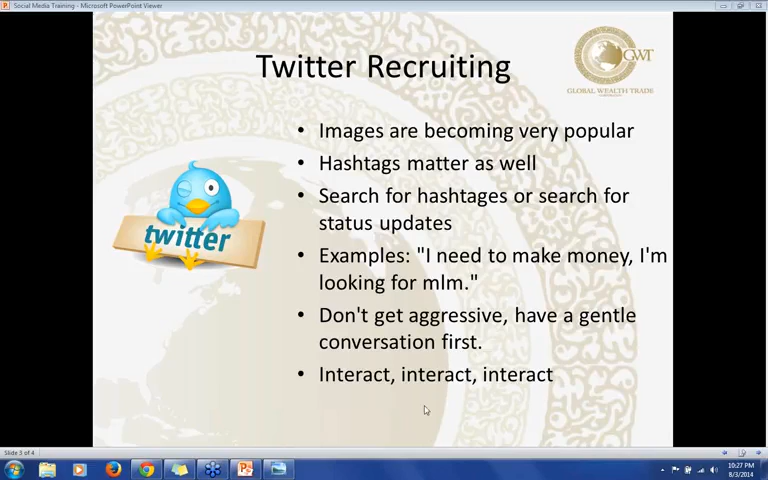 Social Media Training - Microsoft PowerPoint Viewer
Twitter Recruiting
GWT
GLOBAL WEALTH TRADE
CORPORATION
• Images are becoming very popular
• Hashtags matter as well
• Search for hashtages or search for
status updates
• Examples: "I need to make money, I'm
looking for mlm."
• Don't get aggressive, have a gentle
conversation first.
• Interact, interact, interact
twitter
Slide 3 of 4
10:27 PM
8/3/2014